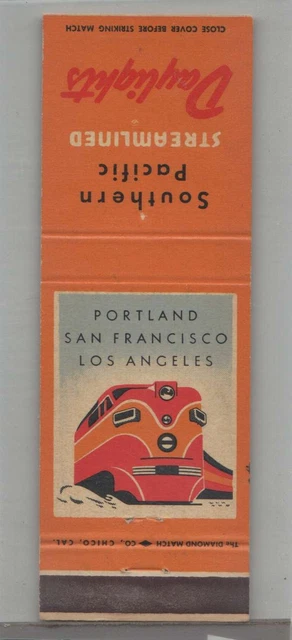 CLOSE COVER BEFORE STRIKING MATCH
Southern
Pacific
STREAMLINED
Daylights
PORTLAND
SAN FRANCISCO
LOS ANGELES
The DIAMOND MATCH CO., CHICO, CAL.